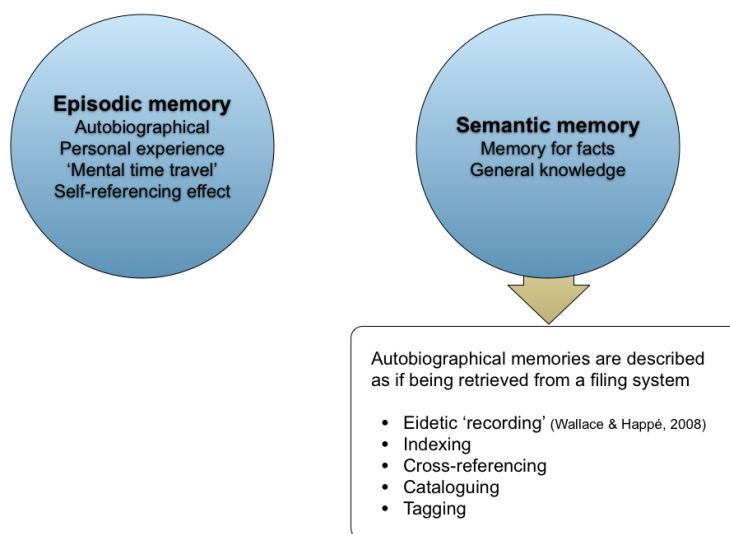 Episodic memory
Autobiographical
Personal experience
‘Mental time travel’
Self-referencing effect
Semantic memory
Memory for facts
General knowledge
Autobiographical memories are described
as if being retrieved from a filing system
• Eidetic ‘recording’ (Wallace & Happé, 2008)
• Indexing
• Cross-referencing
• Cataloguing
• Tagging